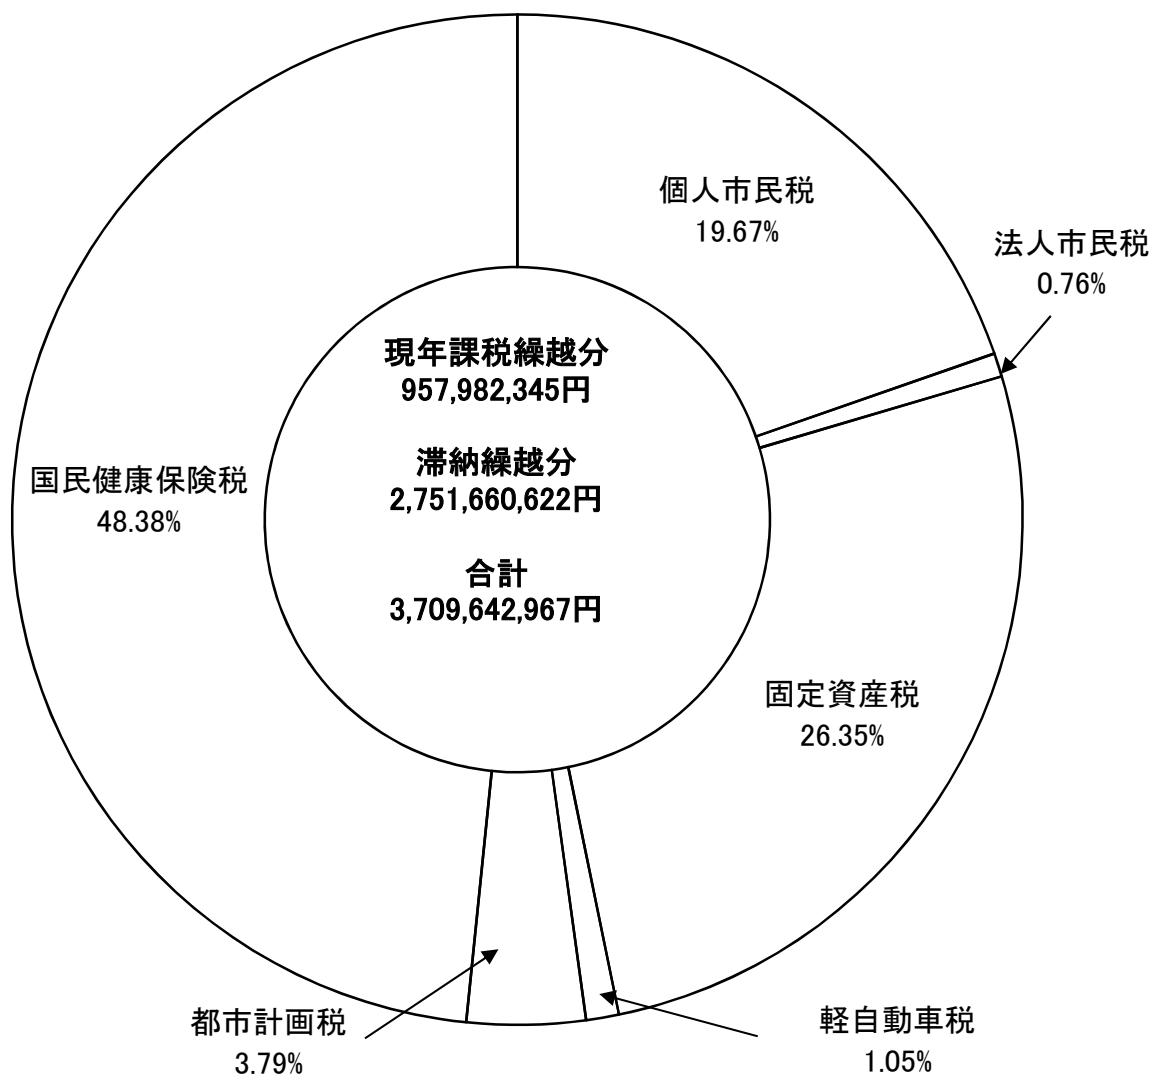 個人市民税
19.67%
法人市民税
0.76%
現年課税繰越分
957,982,345円
滞納繰越分
2,751,660,622円
合計
3,709,642,967円
国民健康保険税
48.38%
固定資産税
26.35%
都市計画税
3.79%
軽自動車税
1.05%